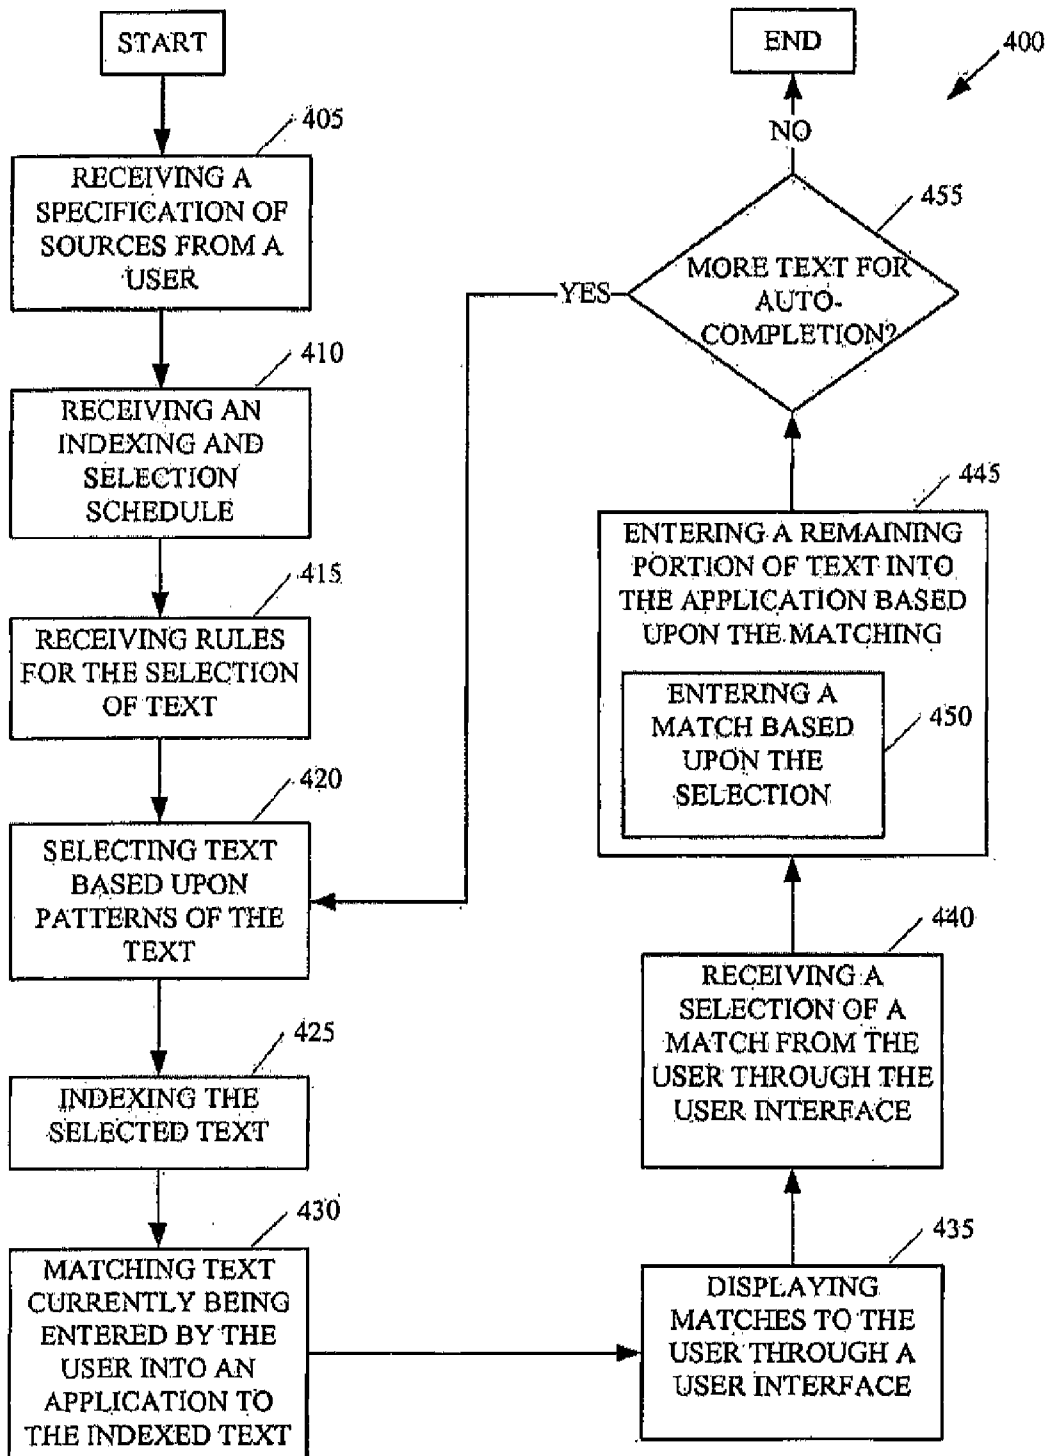 START
405
RECEIVING A
SPECIFICATION OF
SOURCES FROM A
USER
410
RECEIVING AN
INDEXING AND
SELECTION
SCHEDULE
415
RECEIVING RULES
FOR THE SELECTION
OF TEXT
420
SELECTING TEXT
BASED UPON
PATTERNS OF THE
TEXT
425
INDEXING THE
SELECTED TEXT
430
MATCHING TEXT
CURRENTLY BEING
ENTERED BY THE
USER INTO AN
APPLICATION TO
THE INDEXED TEXT
435
DISPLAYING
MATCHES TO THE
USER THROUGH A
USER INTERFACE
440
RECEIVING A
SELECTION OF A
MATCH FROM THE
USER THROUGH THE
USER INTERFACE
445
ENTERING A REMAINING
PORTION OF TEXT INTO
THE APPLICATION BASED
UPON THE MATCHING
ENTERING A
MATCH BASED
UPON THE
SELECTION
450
455
MORE TEXT FOR
AUTO-
COMPLETION?
YES
NO
END
400